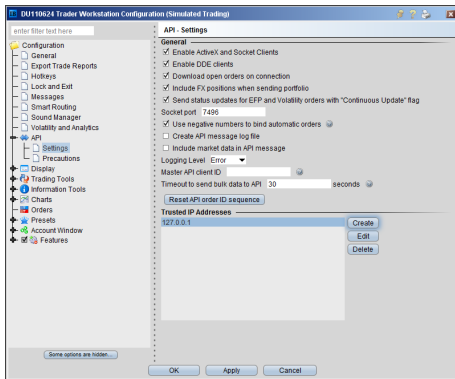 DU110624 Trader Workstation Configuration (Simulated Trading)
enter filter text here
Configuration
General
Export Trade Reports
Hotkeys
Lock and Exit
Messages
Smart Routing
Sound Manager
Volatility and Analytics
API
Settings
Precautions
Display
Trading Tools
Information Tools
Charts
Orders
Presets
Account Window
Features
Some options are hidden...
API - Settings
General
Enable ActiveX and Socket Clients
Enable DDE clients
Download open orders on connection
Include FX positions when sending portfolio
Send status updates for EFP and Volatility orders with "Continuous Update" flag
Socket port 7496
Use negative numbers to bind automatic orders
Create API message log file
Include market data in API message
Logging Level Error
Master API client ID
Timeout to send bulk data to API 30 seconds
Reset API order ID sequence
Trusted IP Addresses
127.0.0.1
Create
Edit
Delete
OK Apply Cancel